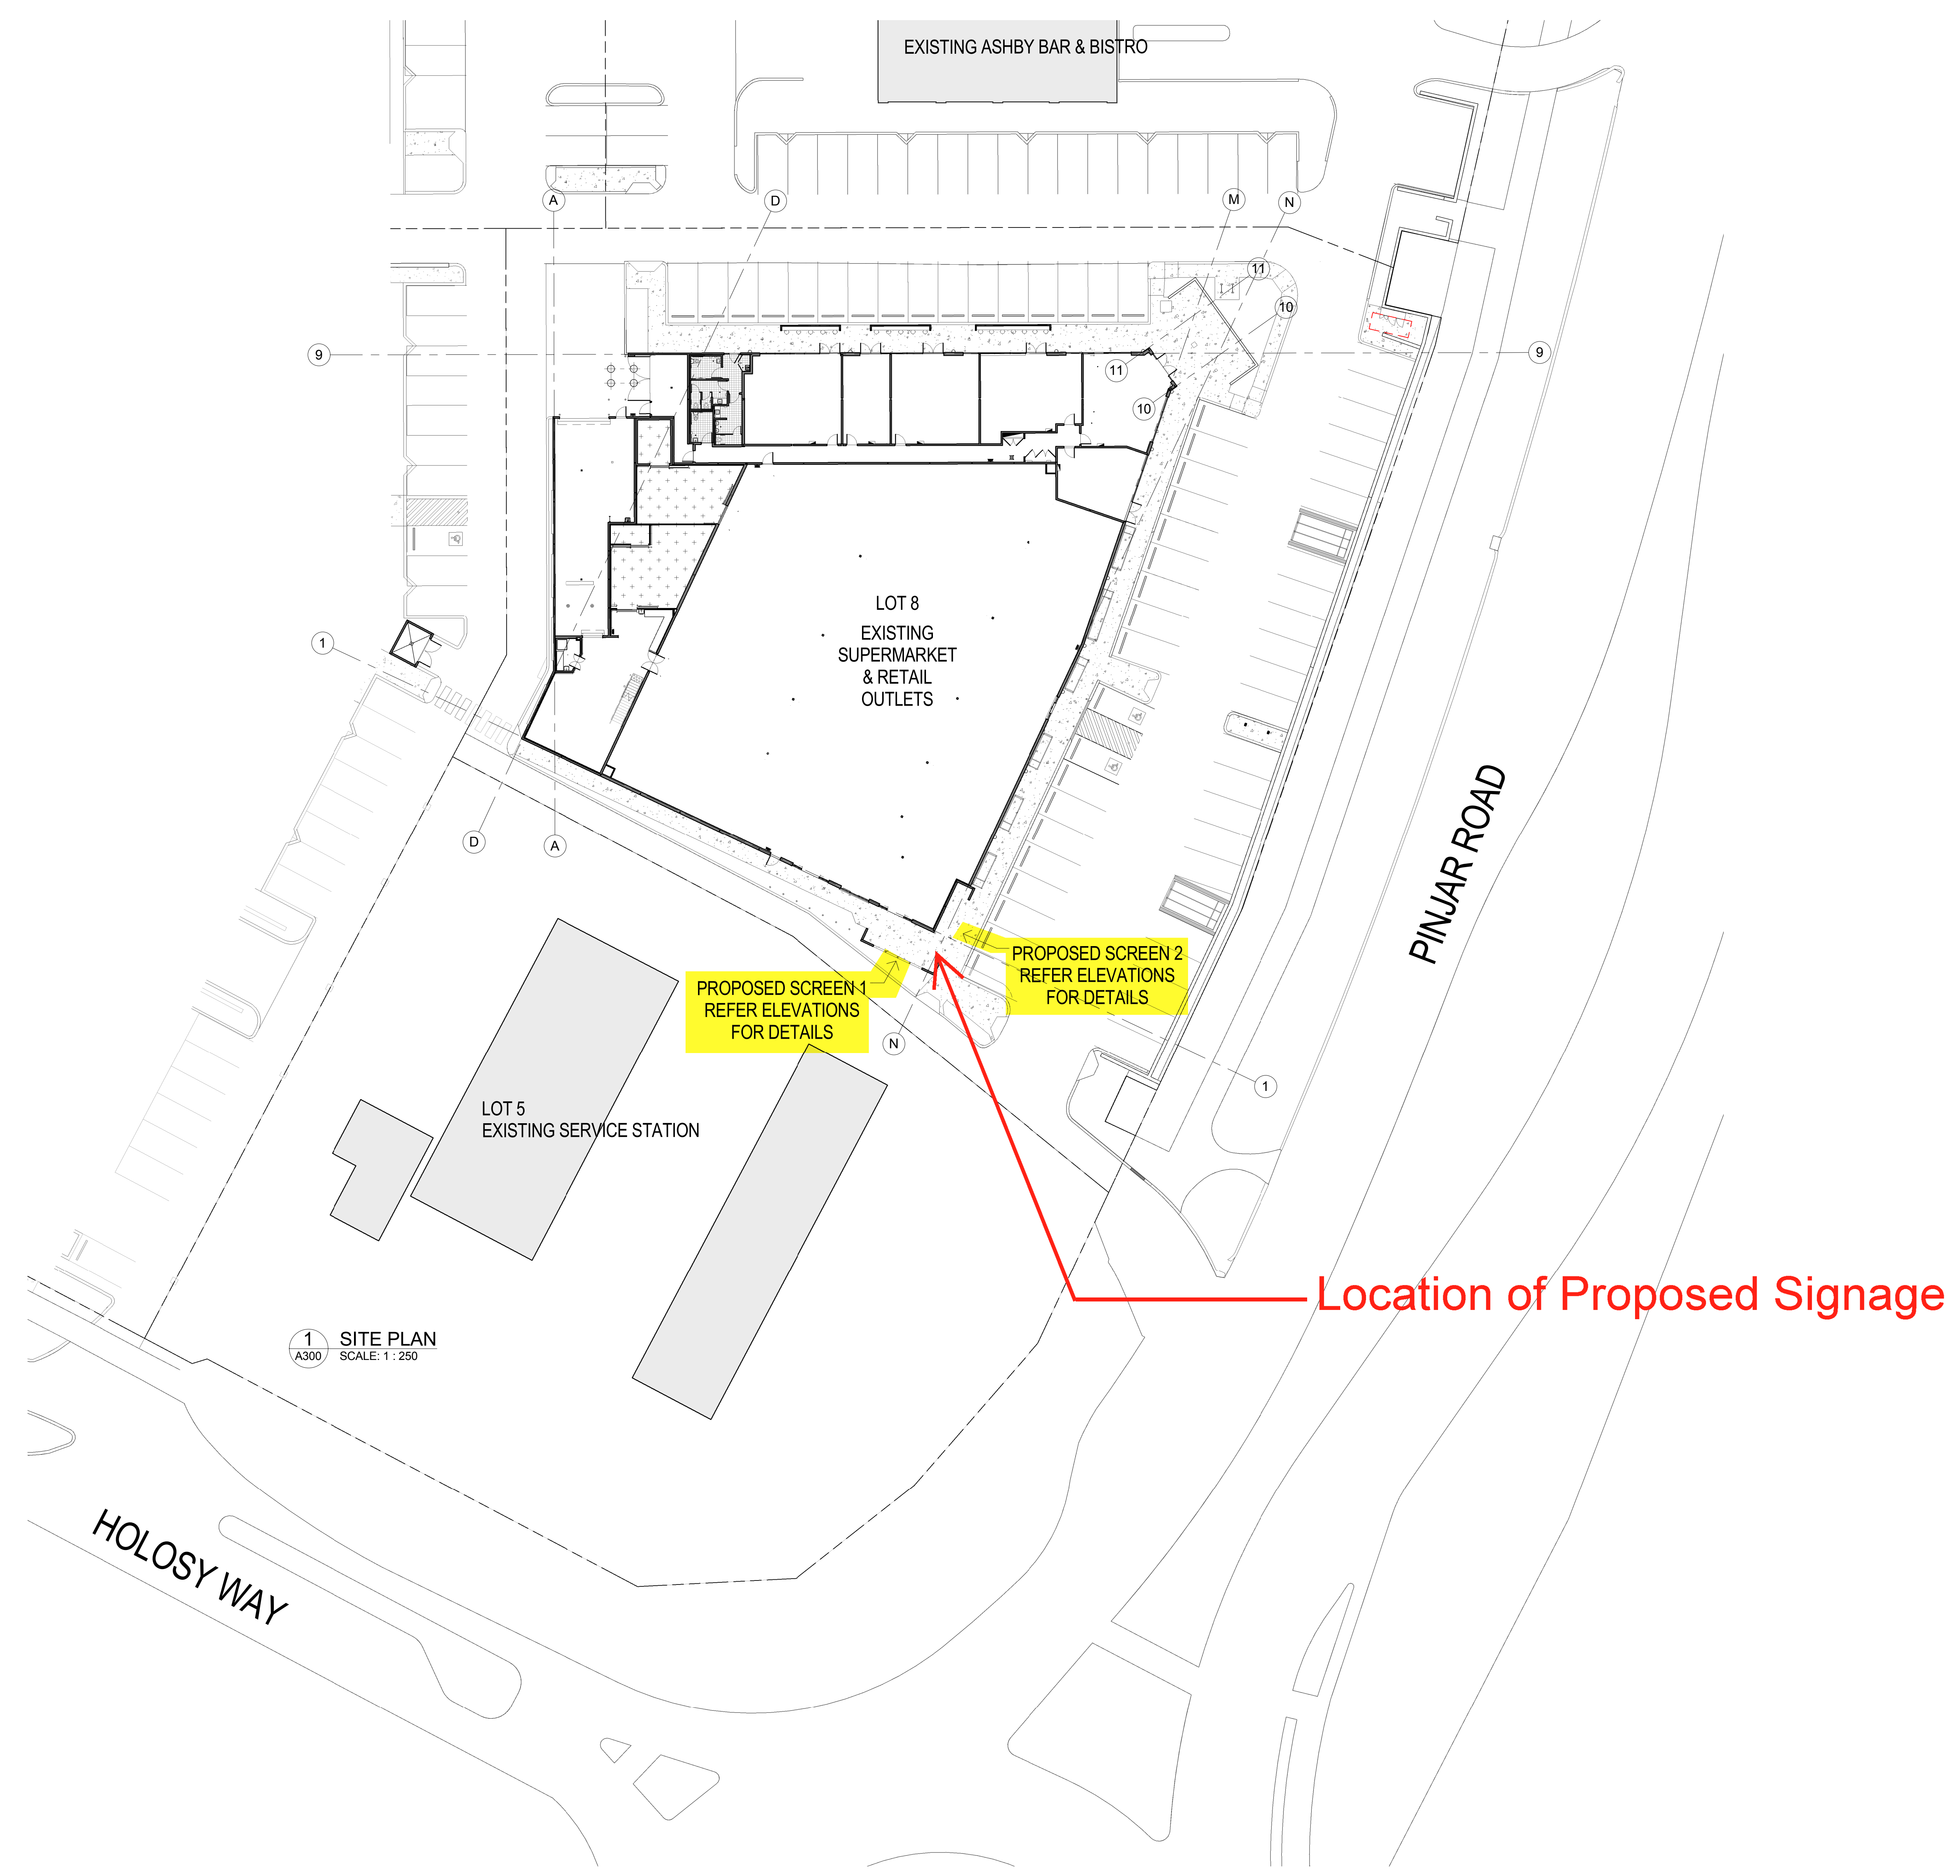 EXISTING ASHBY BAR & BISTRO
A
D
M
N
11
10
9
9
11
10
1
LOT 8
EXISTING
SUPERMARKET
& RETAIL
OUTLETS
PINJAR ROAD
D
A
PROPOSED SCREEN 2
REFER ELEVATIONS
FOR DETAILS
PROPOSED SCREEN 1
REFER ELEVATIONS
FOR DETAILS
N
1
LOT 5
EXISTING SERVICE STATION
Location of Proposed Signage
1
A300
SITE PLAN
SCALE: 1 : 250
HOLOSY WAY